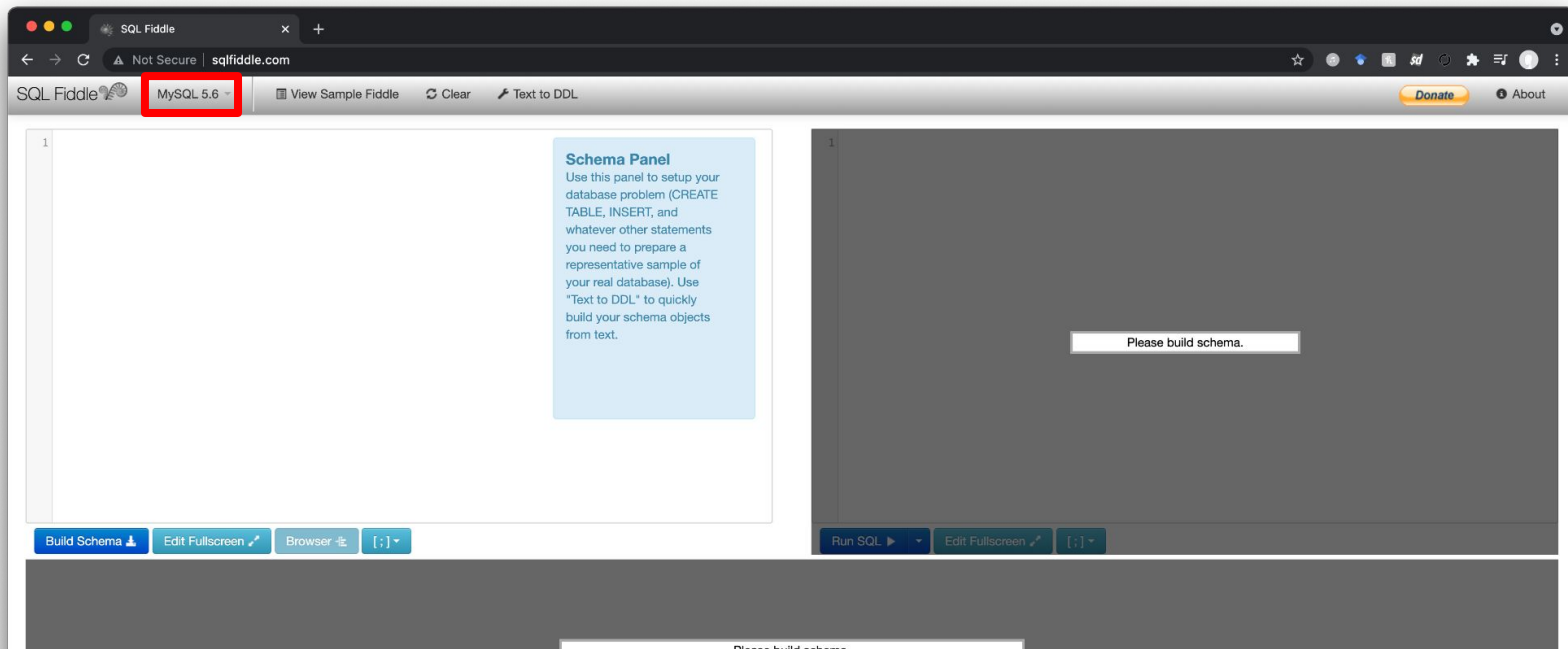 SQL Fiddle
Not Secure | sqlfiddle.com
SQL Fiddle MySQL 5.6 View Sample Fiddle Clear Text to DDL Donate About
1
Schema Panel
Use this panel to setup your
database problem (CREATE
TABLE, INSERT, and
whatever other statements
you need to prepare a
representative sample of
your real database). Use
"Text to DDL" to quickly
build your schema objects
from text.
Build Schema Edit Fullscreen Browser [ ; ]
1
Please build schema.
Run SQL Edit Fullscreen [ ; ]
Please build schema.